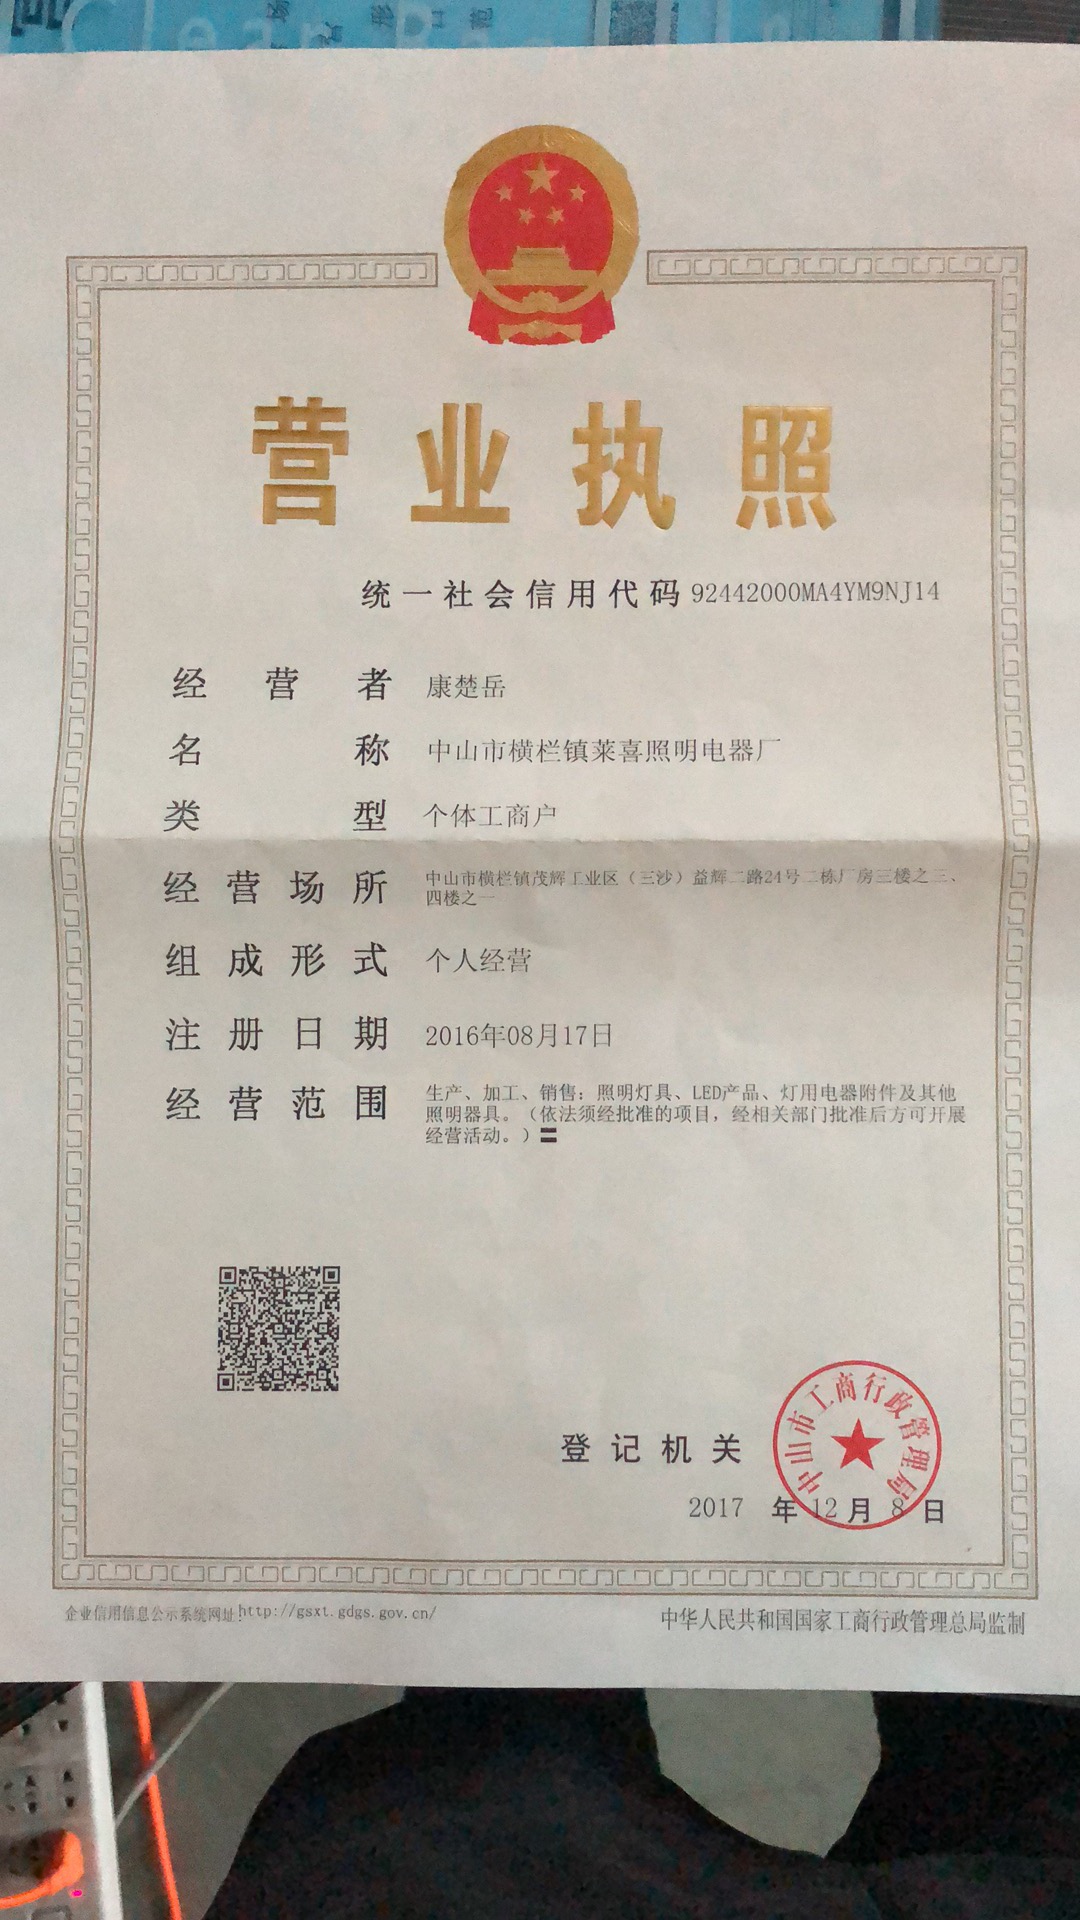 营业执照
统一社会信用代码 92442000MA4YM9NJ14
经营者 康楚岳
名称 中山市横栏镇莱喜照明电器厂
类型 个体工商户
经营场所 中山市横栏镇茂辉工业区（三沙）益辉二路24号二栋厂房三楼之三、
四楼之一
组成形式 个人经营
注册日期 2016年08月17日
经营范围 生产、加工、销售：照明灯具、LED产品、灯用电器附件及其他
照明器具。（依法须经批准的项目，经相关部门批准后方可开展
经营活动。）〓
中山市工商行政管理局
登记机关
2017 年 12 月 8 日
企业信用信息公示系统网址:http://gsxt.gdgs.gov.cn/
中华人民共和国国家工商行政管理总局监制